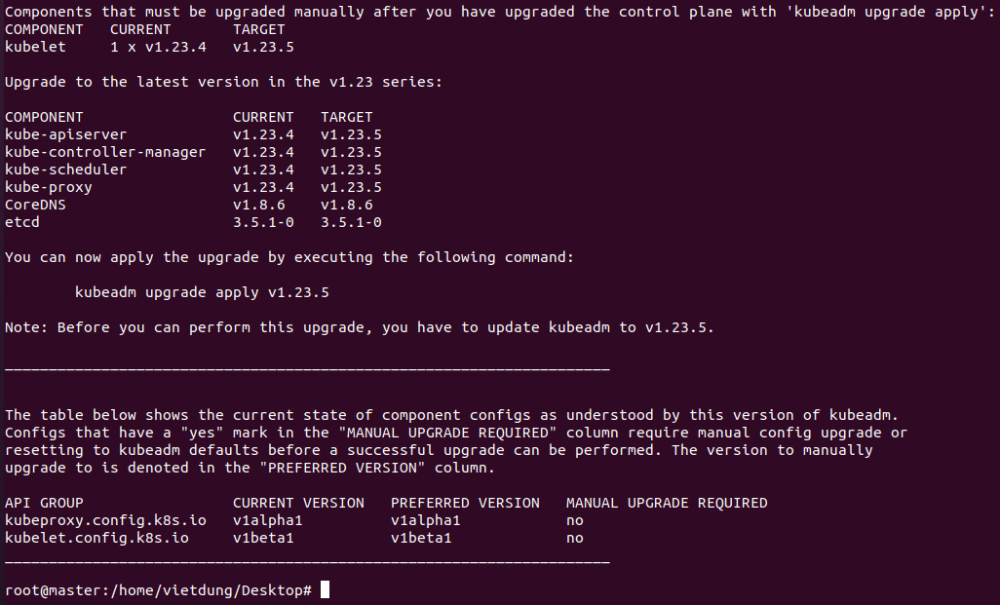 Components that must be upgraded manually after you have upgraded the control plane with 'kubeadm upgrade apply':
COMPONENT   CURRENT       TARGET
kubelet     1 x v1.23.4   v1.23.5
Upgrade to the latest version in the v1.23 series:
COMPONENT                 CURRENT   TARGET
kube-apiserver            v1.23.4   v1.23.5
kube-controller-manager   v1.23.4   v1.23.5
kube-scheduler            v1.23.4   v1.23.5
kube-proxy                v1.23.4   v1.23.5
CoreDNS                   v1.8.6    v1.8.6
etcd                      3.5.1-0   3.5.1-0
You can now apply the upgrade by executing the following command:
        kubeadm upgrade apply v1.23.5
Note: Before you can perform this upgrade, you have to update kubeadm to v1.23.5.
_____________________________________________________________________
The table below shows the current state of component configs as understood by this version of kubeadm.
Configs that have a "yes" mark in the "MANUAL UPGRADE REQUIRED" column require manual config upgrade or
resetting to kubeadm defaults before a successful upgrade can be performed. The version to manually
upgrade to is denoted in the "PREFERRED VERSION" column.
API GROUP                 CURRENT VERSION   PREFERRED VERSION   MANUAL UPGRADE REQUIRED
kubeproxy.config.k8s.io   v1alpha1          v1alpha1            no
kubelet.config.k8s.io     v1beta1           v1beta1             no
_____________________________________________________________________
root@master:/home/vietdung/Desktop#